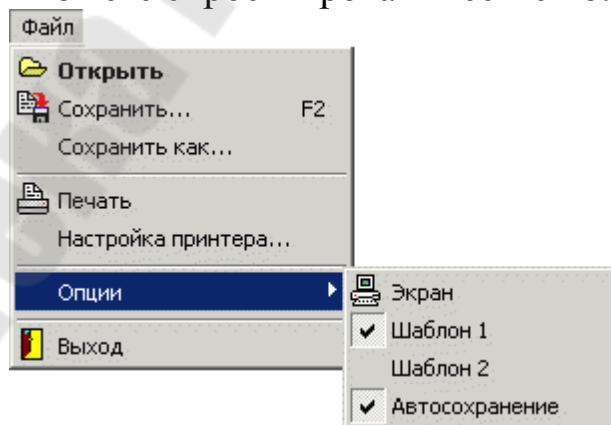 Файл
Открыть
Сохранить... F2
Сохранить как...
Печать
Настройка принтера...
Опции
Экран
Шаблон 1
Выход
Шаблон 2
Автосохранение